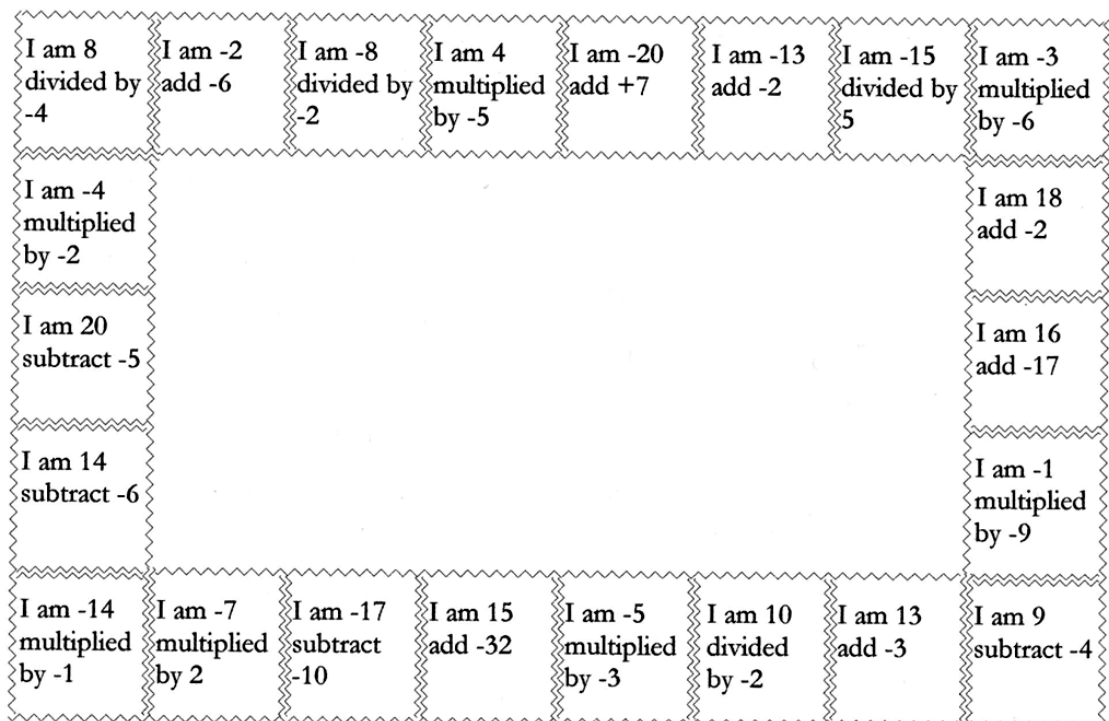 I am 8
divided by
-4
I am -2
add -6
I am -8
divided by
-2
I am 4
multiplied
by -5
I am -20
add +7
I am -13
add -2
I am -15
divided by
5
I am -3
multiplied
by -6
I am -4
multiplied
by -2
I am 18
add -2
I am 20
subtract -5
I am 16
add -17
I am 14
subtract -6
I am -1
multiplied
by -9
I am -14
multiplied
by -1
I am -7
multiplied
by 2
I am -17
subtract
-10
I am 15
add -32
I am -5
multiplied
by -3
I am 10
divided
by -2
I am 13
add -3
I am 9
subtract -4